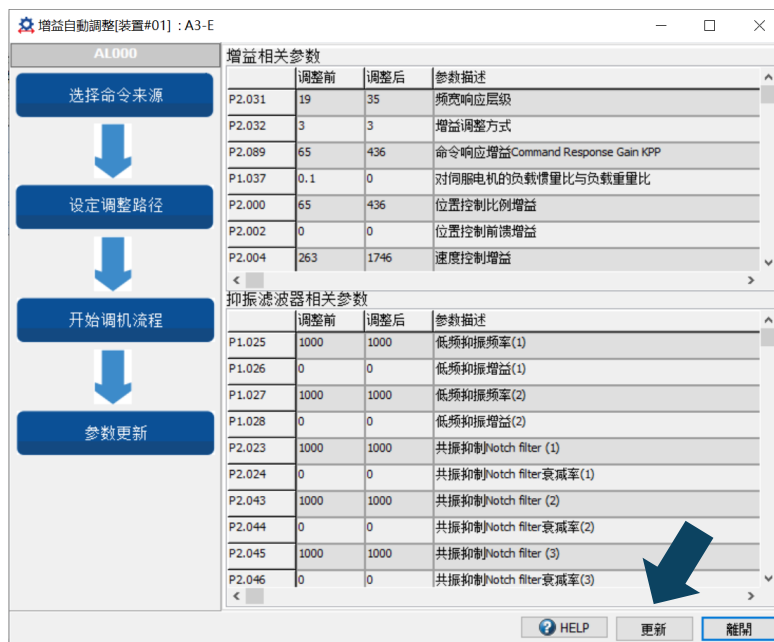 增益自動調整[装置#01] : A3-E
AL000
选择命令来源
设定调整路径
开始调机流程
参数更新
增益相关参数
调整前 调整后 参数描述
P2.031 19 35 频宽响应层级
P2.032 3 3 增益调整方式
P2.089 65 436 命令响应增益Command Response Gain KPP
P1.037 0.1 0 对伺服电机的负载惯量比与负载重量比
P2.000 65 436 位置控制比例增益
P2.002 0 0 位置控制前馈增益
P2.004 263 1746 速度控制增益
抑振滤波器相关参数
调整前 调整后 参数描述
P1.025 1000 1000 低频抑振频率(1)
P1.026 0 0 低频抑振增益(1)
P1.027 1000 1000 低频抑振频率(2)
P1.028 0 0 低频抑振增益(2)
P2.023 1000 1000 共振抑制Notch filter (1)
P2.024 0 0 共振抑制Notch filter衰减率(1)
P2.043 1000 1000 共振抑制Notch filter (2)
P2.044 0 0 共振抑制Notch filter衰减率(2)
P2.045 1000 1000 共振抑制Notch filter (3)
P2.046 0 0 共振抑制Notch filter衰减率(3)
HELP 更新 離開